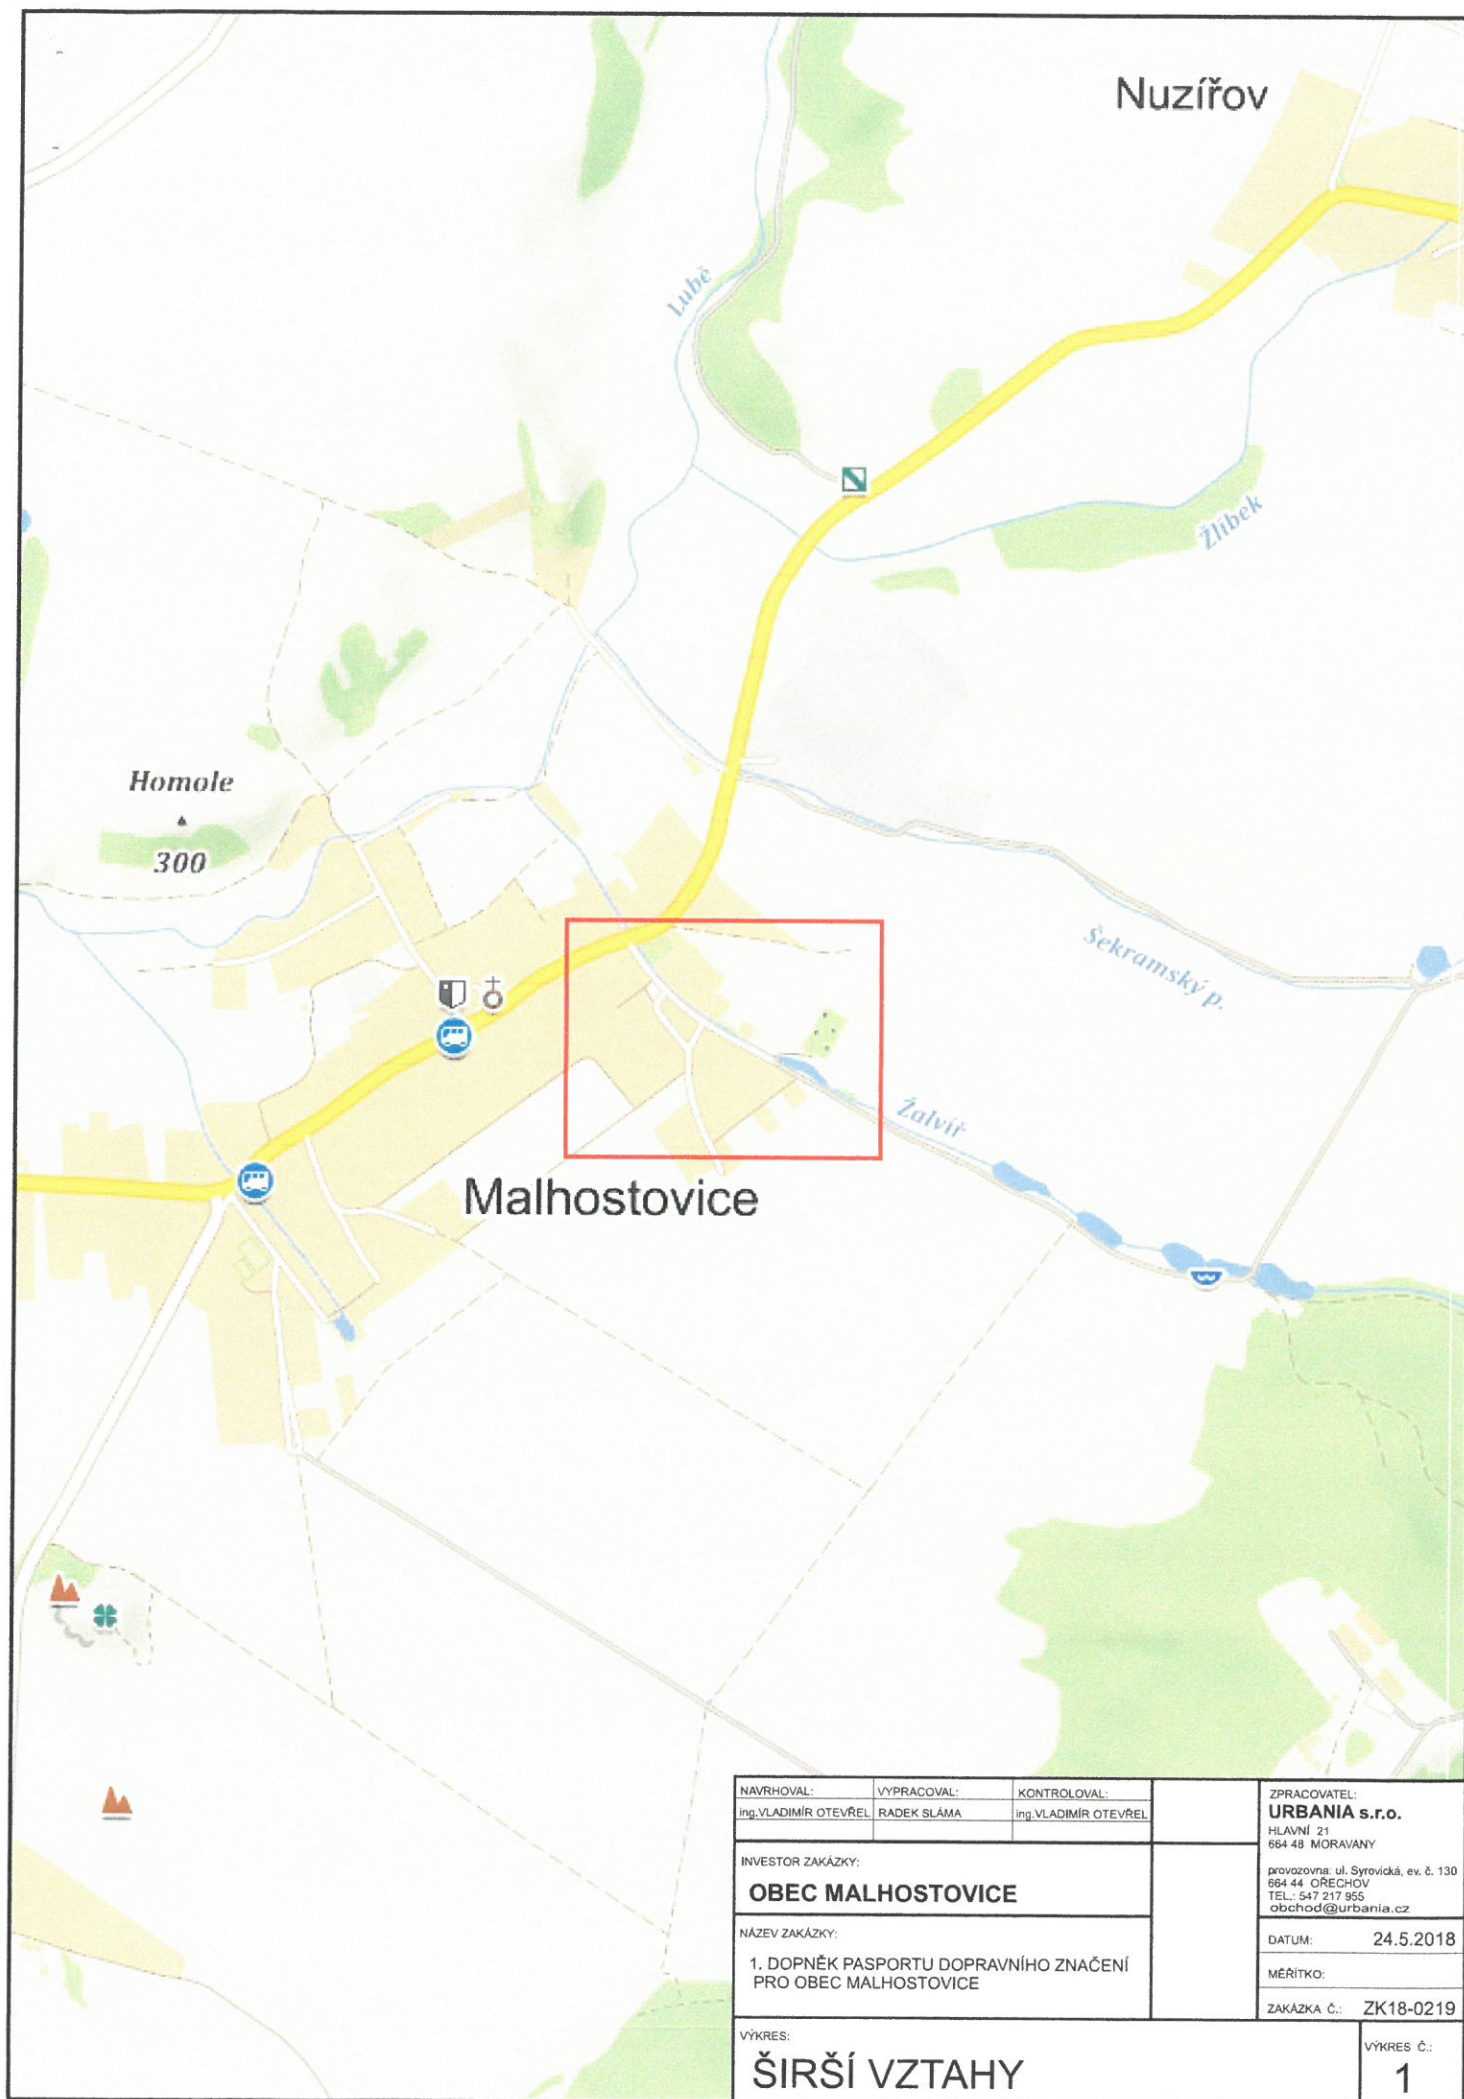 Nuzířov
Lubě
Žlíbek
Homole
300
Šekramský p.
Žalvíř
Malhostovice
NAVRHOVAL:
VYPRACOVAL:
KONTROLOVAL:
ing.VLADIMÍR OTEVŘEL
RADEK SLÁMA
ing.VLADIMÍR OTEVŘEL
ZPRACOVATEL:
URBANIA s.r.o.
HLAVNÍ 21
664 48 MORAVANY
provozovna: ul. Syrovická, ev. č. 130
664 44 OŘECHOV
TEL.: 547 217 955
obchod@urbania.cz
INVESTOR ZAKÁZKY:
OBEC MALHOSTOVICE
NÁZEV ZAKÁZKY:
1. DOPNĚK PASPORTU DOPRAVNÍHO ZNAČENÍ
PRO OBEC MALHOSTOVICE
DATUM: 24.5.2018
MĚŘÍTKO:
ZAKÁZKA Č.: ZK18-0219
VÝKRES:
ŠIRŠÍ VZTAHY
VÝKRES Č.:
1